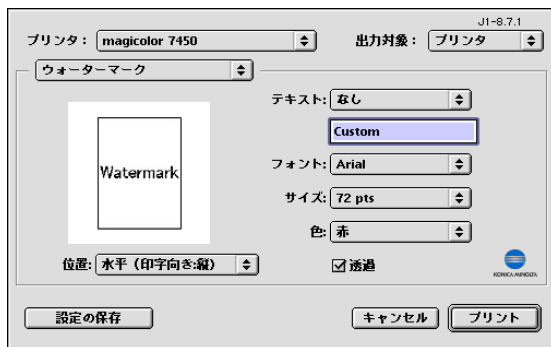 J1-8.7.1
プリンタ： magicolor 7450 出力対象： プリンタ
ウォーターマーク
テキスト: なし
Custom
Watermark
フォント: Arial
サイズ: 72 pts
色: 赤
位置: 水平（印字向き:縦） 透過
KONICA MINOLTA
設定の保存 キャンセル プリント